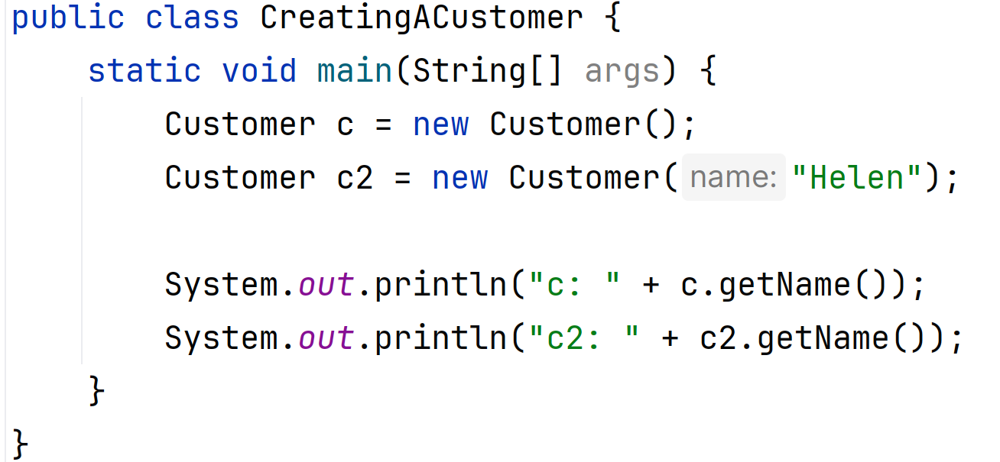 public class CreatingACustomer {
static void main(String[] args) {
Customer c = new Customer();
Customer c2 = new Customer( name: "Helen");
System.out.println("c: " + c.getName());
System.out.println("c2: " + c2.getName());
}
}